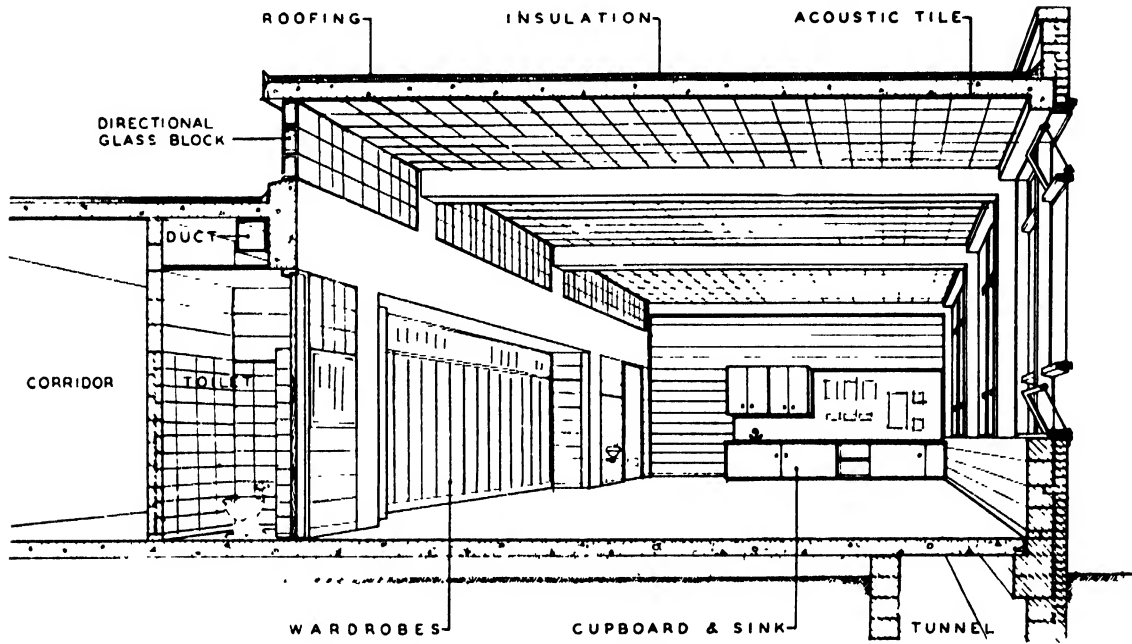 ROOFING
INSULATION
ACOUSTIC TILE
DIRECTIONAL
GLASS BLOCK
DUCT
CORRIDOR
TOILET
WARDROBES
CUPBOARD & SINK
TUNNEL